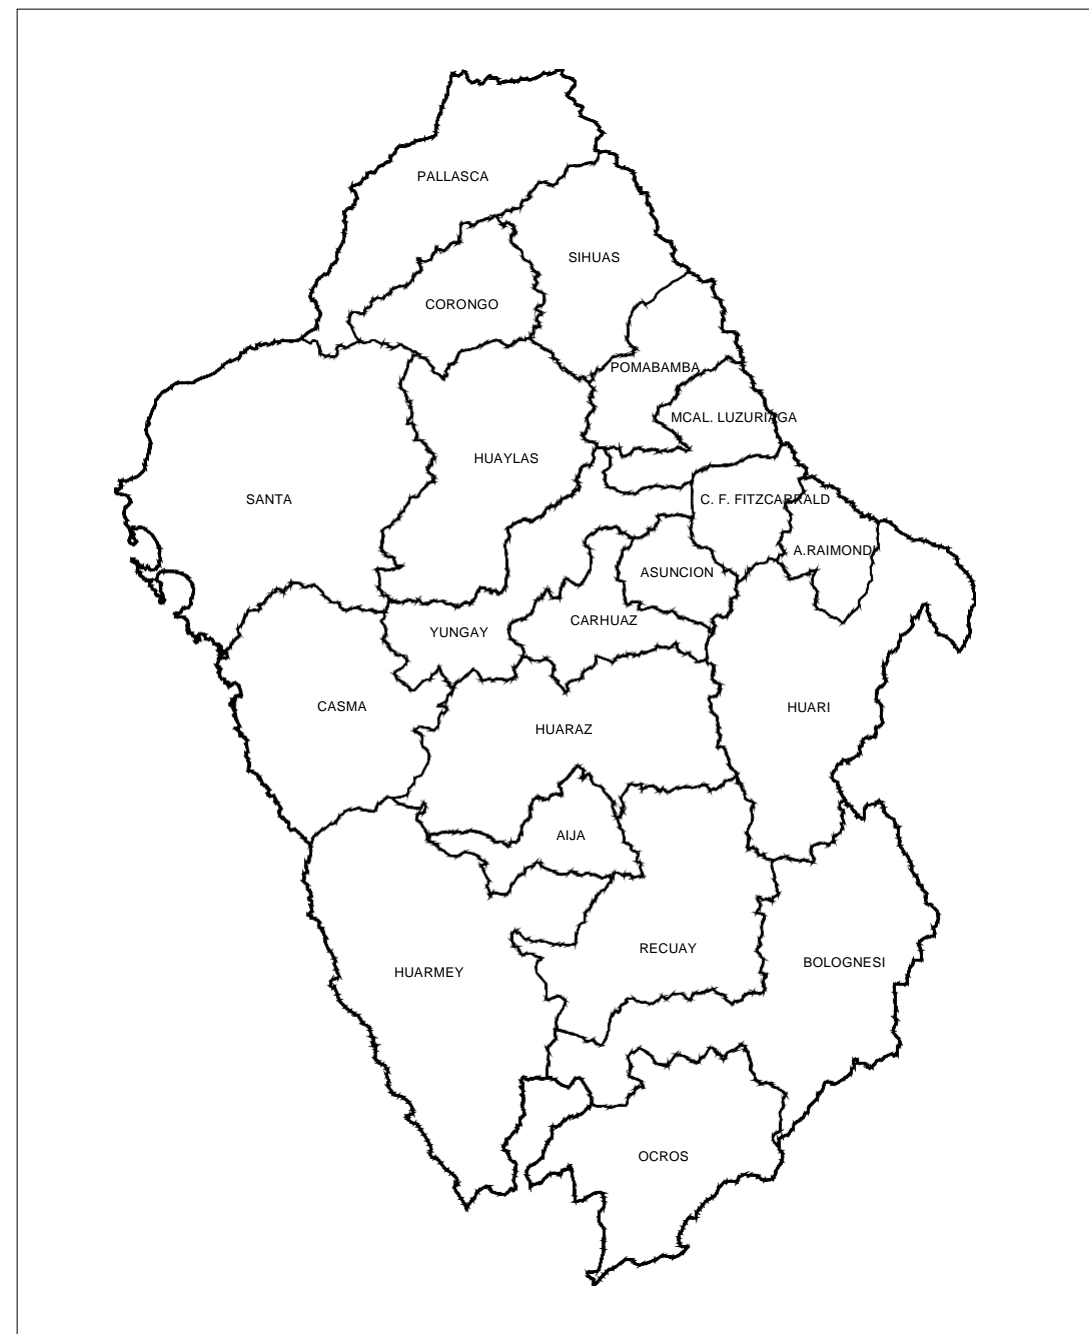 PALLASCA
SIHUAS
CORONGO
POMABAMBA
MCAL. LUZURIAGA
HUAYLAS
SANTA
C. F. FITZCARRALD
A.RAIMONDI
ASUNCION
CARHUAZ
YUNGAY
CASMA
HUARI
HUARAZ
AIJA
RECUAY
BOLOGNESI
HUARMEY
OCROS